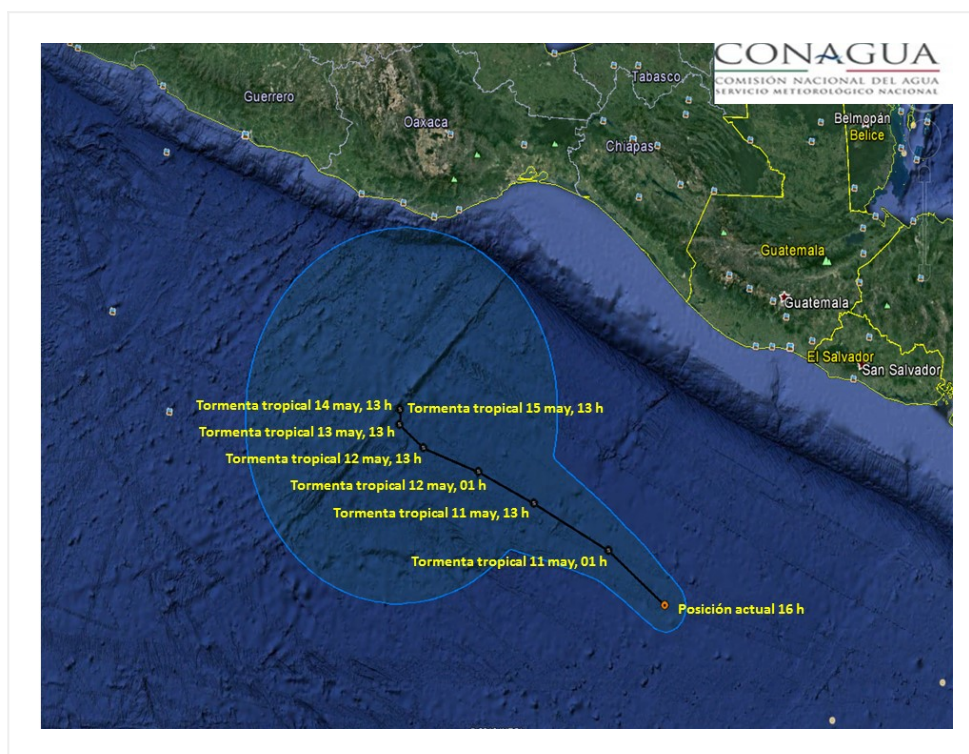 CONAGUA
COMISIÓN NACIONAL DEL AGUA
SERVICIO METEOROLÓGICO NACIONAL
Tabasco
Guerrero
Oaxaca
Belmopán
Belice
Chiapas
Guatemala
Guatemala
El Salvador
San Salvador
Tormenta tropical 14 may, 13 h
Tormenta tropical 15 may, 13 h
Tormenta tropical 13 may, 13 h
Tormenta tropical 12 may, 13 h
Tormenta tropical 12 may, 01 h
Tormenta tropical 11 may, 13 h
Tormenta tropical 11 may, 01 h
Posición actual 16 h